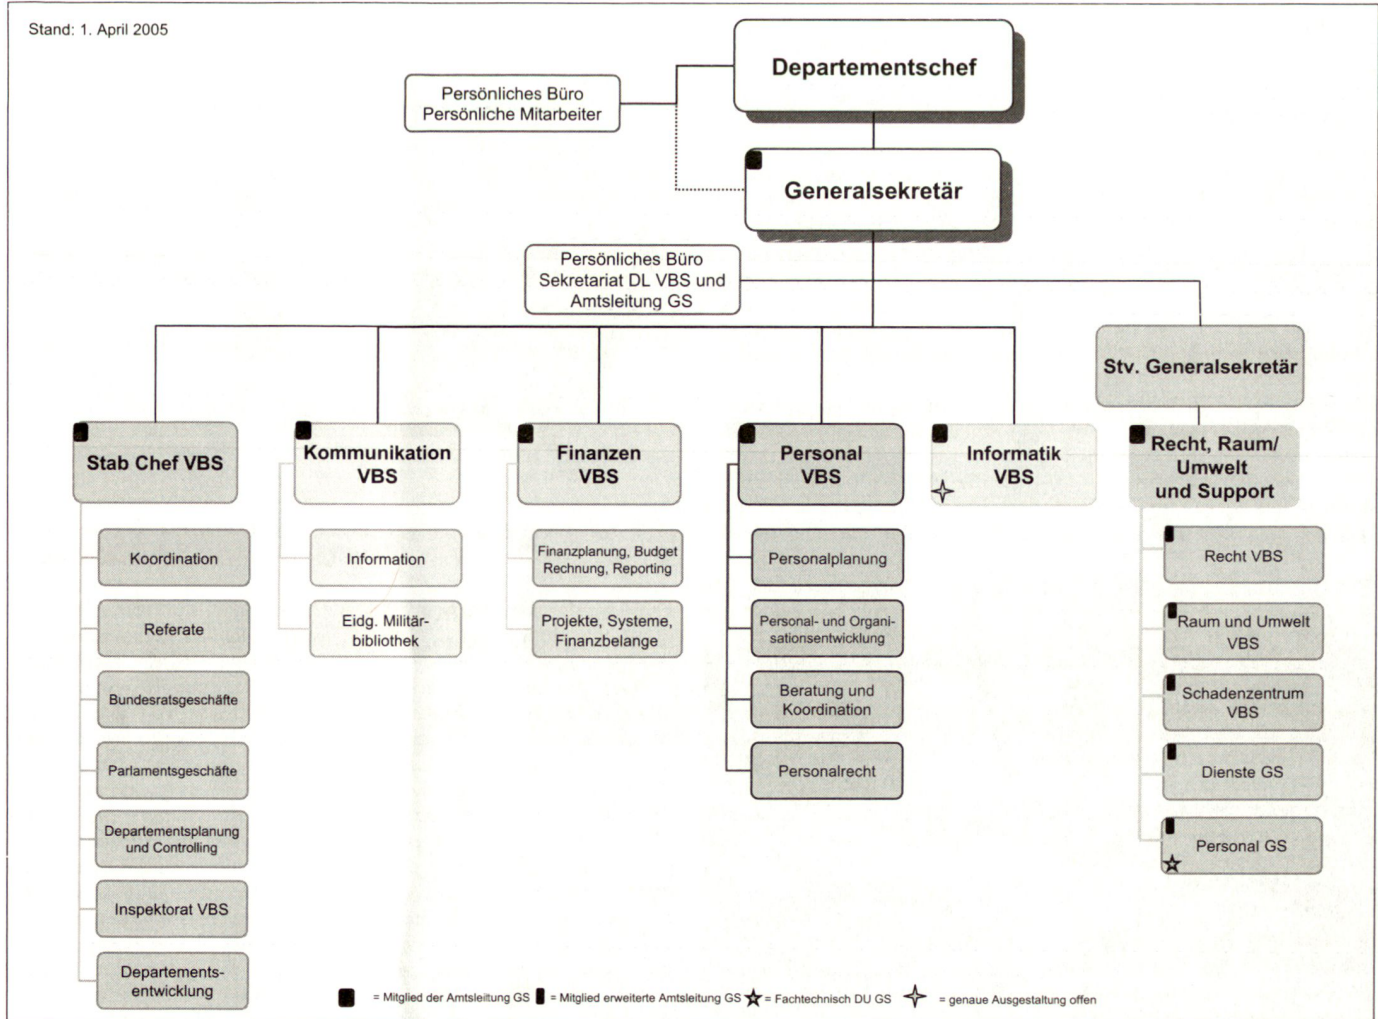 Stand: 1. April 2005
Departementschef
Persönliches Büro
Persönliche Mitarbeiter
Generalsekretär
Persönliches Büro
Sekretariat DL VBS und
Amtsleitung GS
Stv. Generalsekretär
Stab Chef VBS
Koordination
Referate
Bundesratsgeschäfte
Parlamentsgeschäfte
Departementsplanung
und Controlling
Inspektorat VBS
Departements-
entwicklung
Kommunikation
VBS
Information
Eidg. Militär-
bibliothek
Finanzen
VBS
Finanzplanung, Budget
Rechnung, Reporting
Projekte, Systeme,
Finanzbelange
Personal
VBS
Personalplanung
Personal- und Organi-
sationsentwicklung
Beratung und
Koordination
Personalrecht
Informatik
VBS
Recht, Raum/
Umwelt
und Support
Recht VBS
Raum und Umwelt
VBS
Schadenzentrum
VBS
Dienste GS
Personal GS
= Mitglied der Amtsleitung GS = Mitglied erweiterte Amtsleitung GS = Fachtechnisch DU GS = genaue Ausgestaltung offen